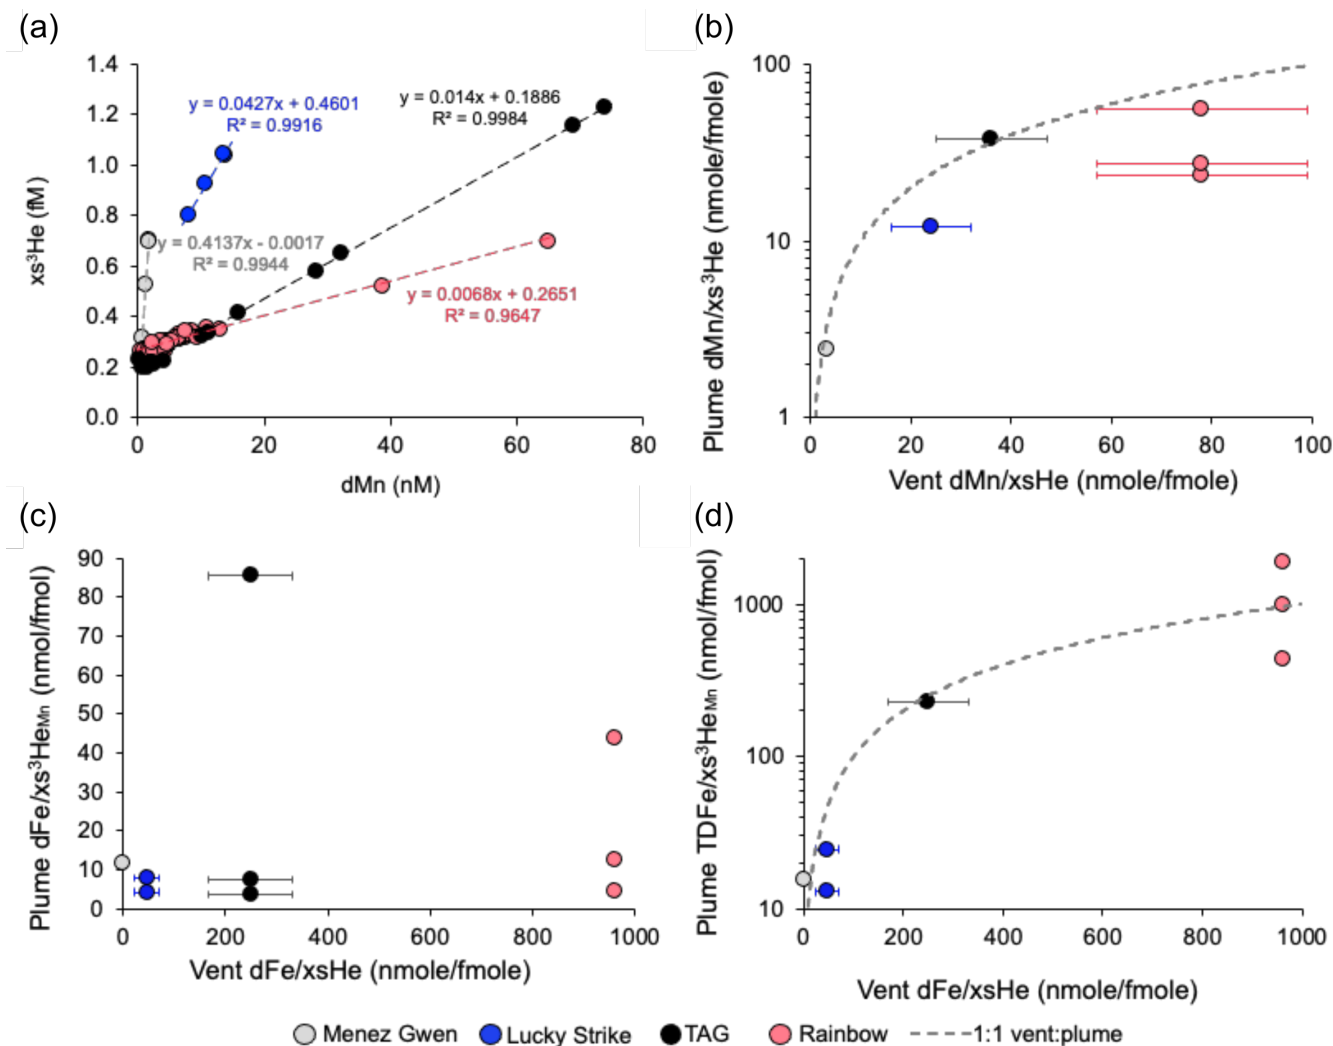 (a)
1.4
1.2
1.0
0.8
0.6
0.4
0.2
0.0
xs³He (fM)
y = 0.0427x + 0.4601
R² = 0.9916
y = 0.014x + 0.1886
R² = 0.9984
y = 0.4137x - 0.0017
R² = 0.9944
y = 0.0068x + 0.2651
R² = 0.9647
0 20 40 60 80
dMn (nM)
(b)
100
10
1
Plume dMn/xs³He (nmole/fmole)
0 20 40 60 80 100
Vent dMn/xsHe (nmole/fmole)
(c)
90
80
70
60
50
40
30
20
10
0
Plume dFe/xs³HeMn (nmol/fmol)
0 200 400 600 800 1000
Vent dFe/xsHe (nmole/fmole)
(d)
1000
100
10
Plume TDFe/xs³HeMn (nmol/fmol)
0 200 400 600 800 1000
Vent dFe/xsHe (nmole/fmole)
Menez Gwen Lucky Strike TAG Rainbow 1:1 vent:plume